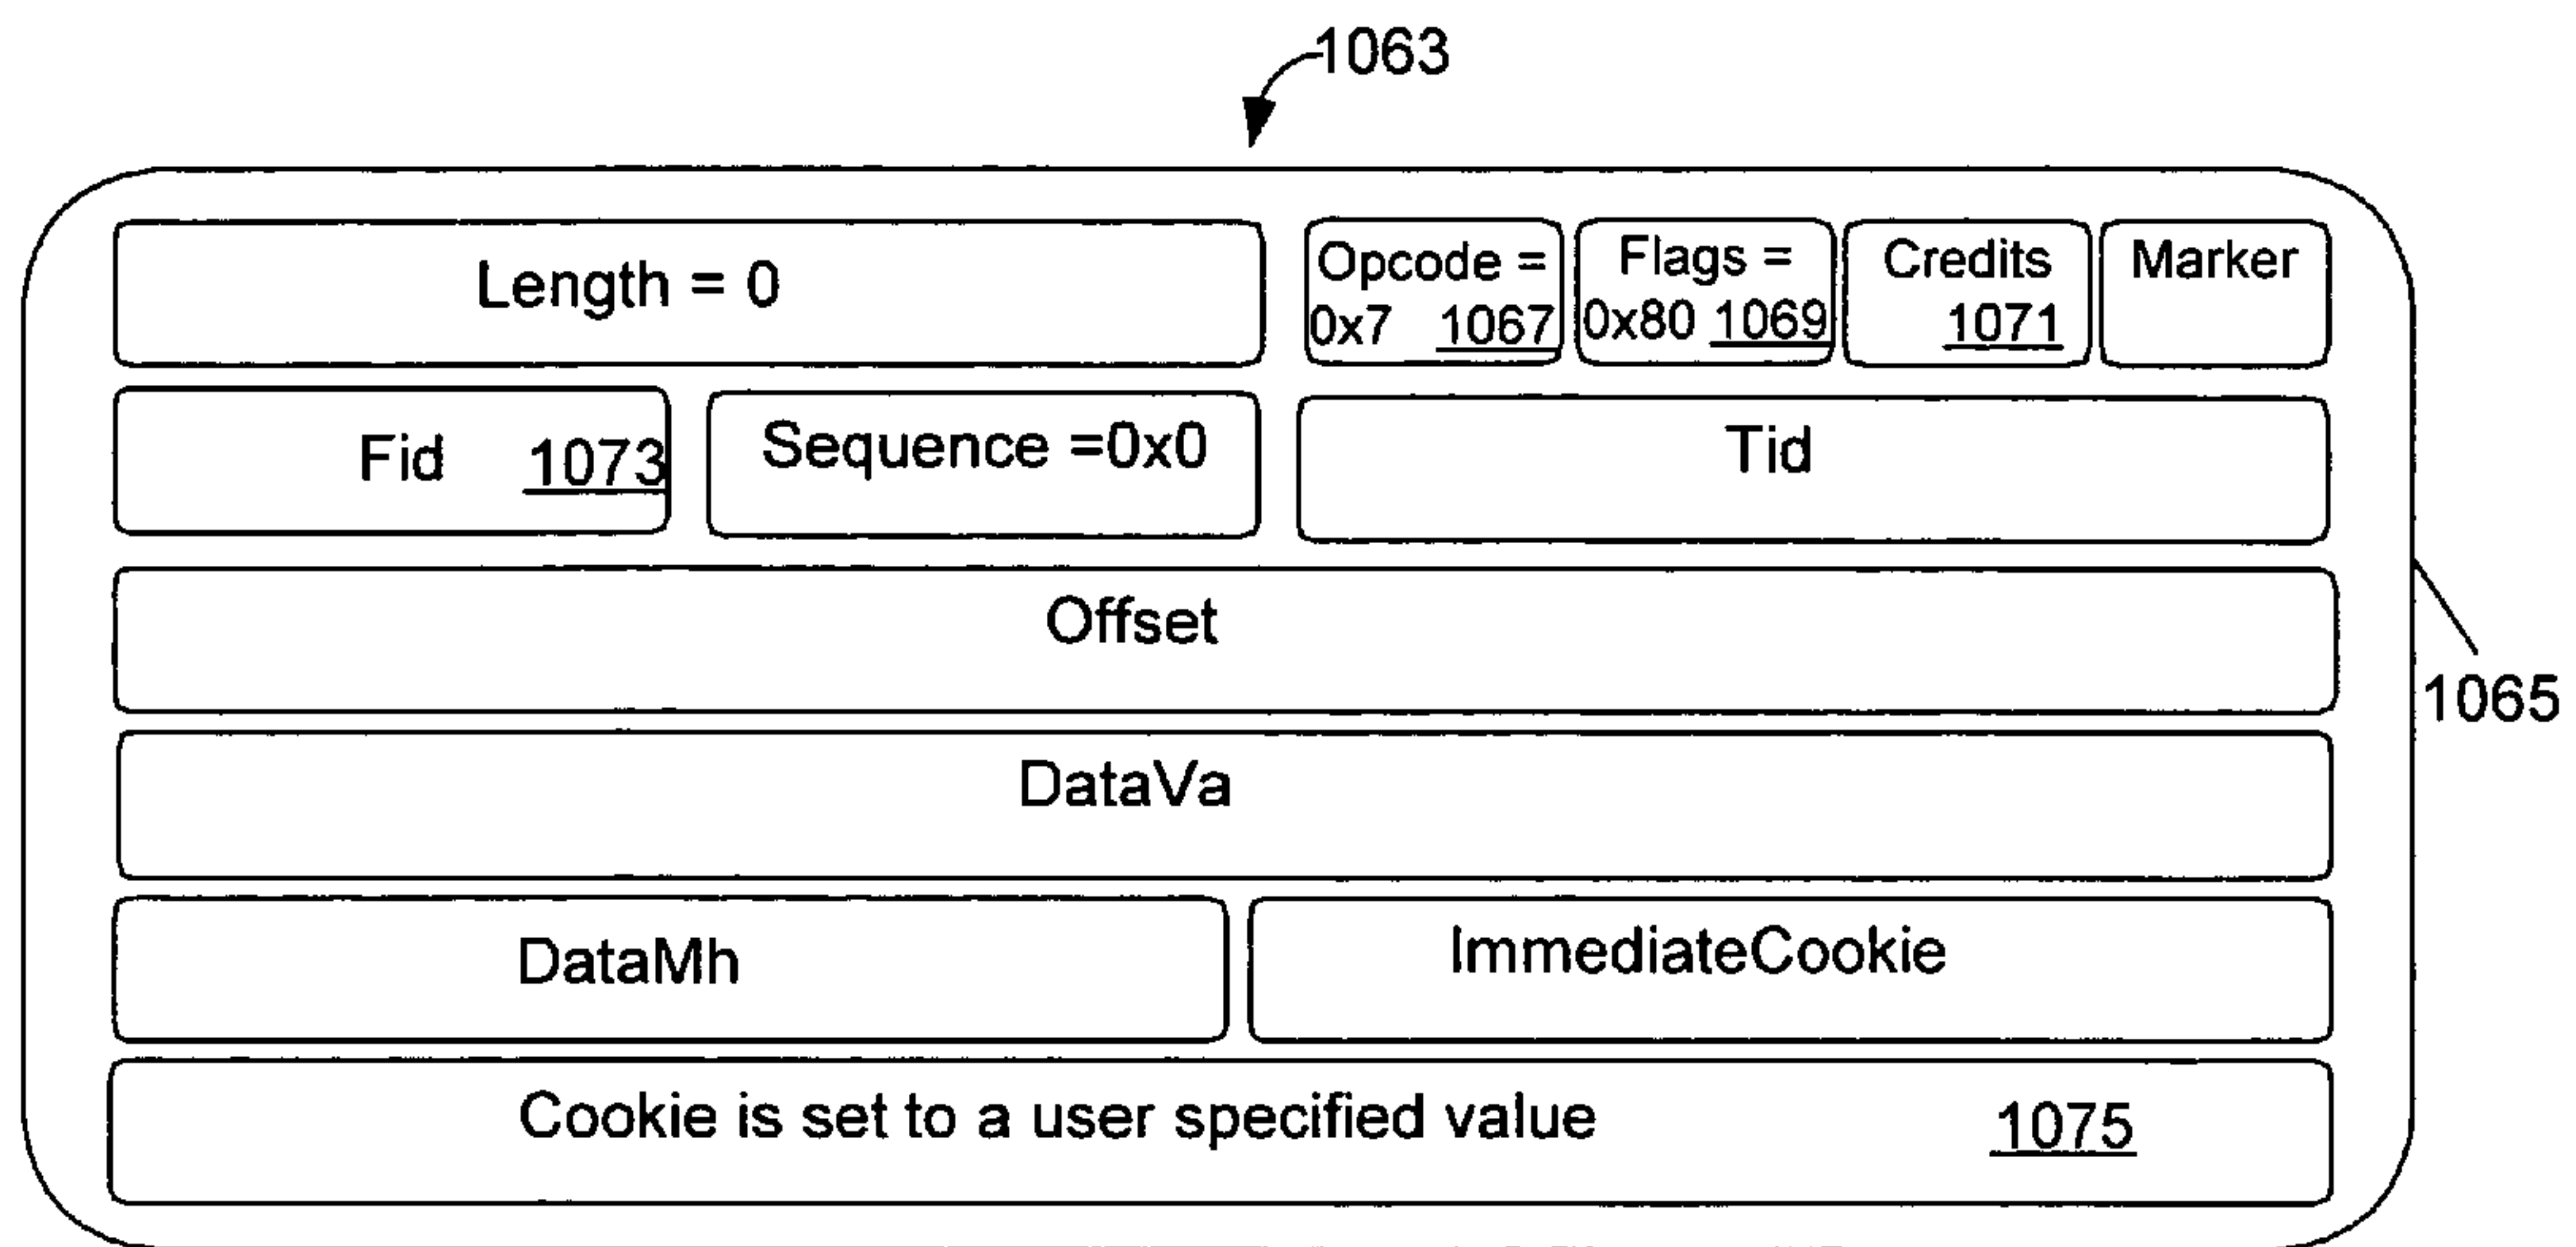 1063
Length = 0
Opcode =
0x7 1067
Flags =
0x80 1069
Credits
1071
Marker
Fid 1073
Sequence =0x0
Tid
Offset
1065
DataVa
DataMh
ImmediateCookie
Cookie is set to a user specified value 1075